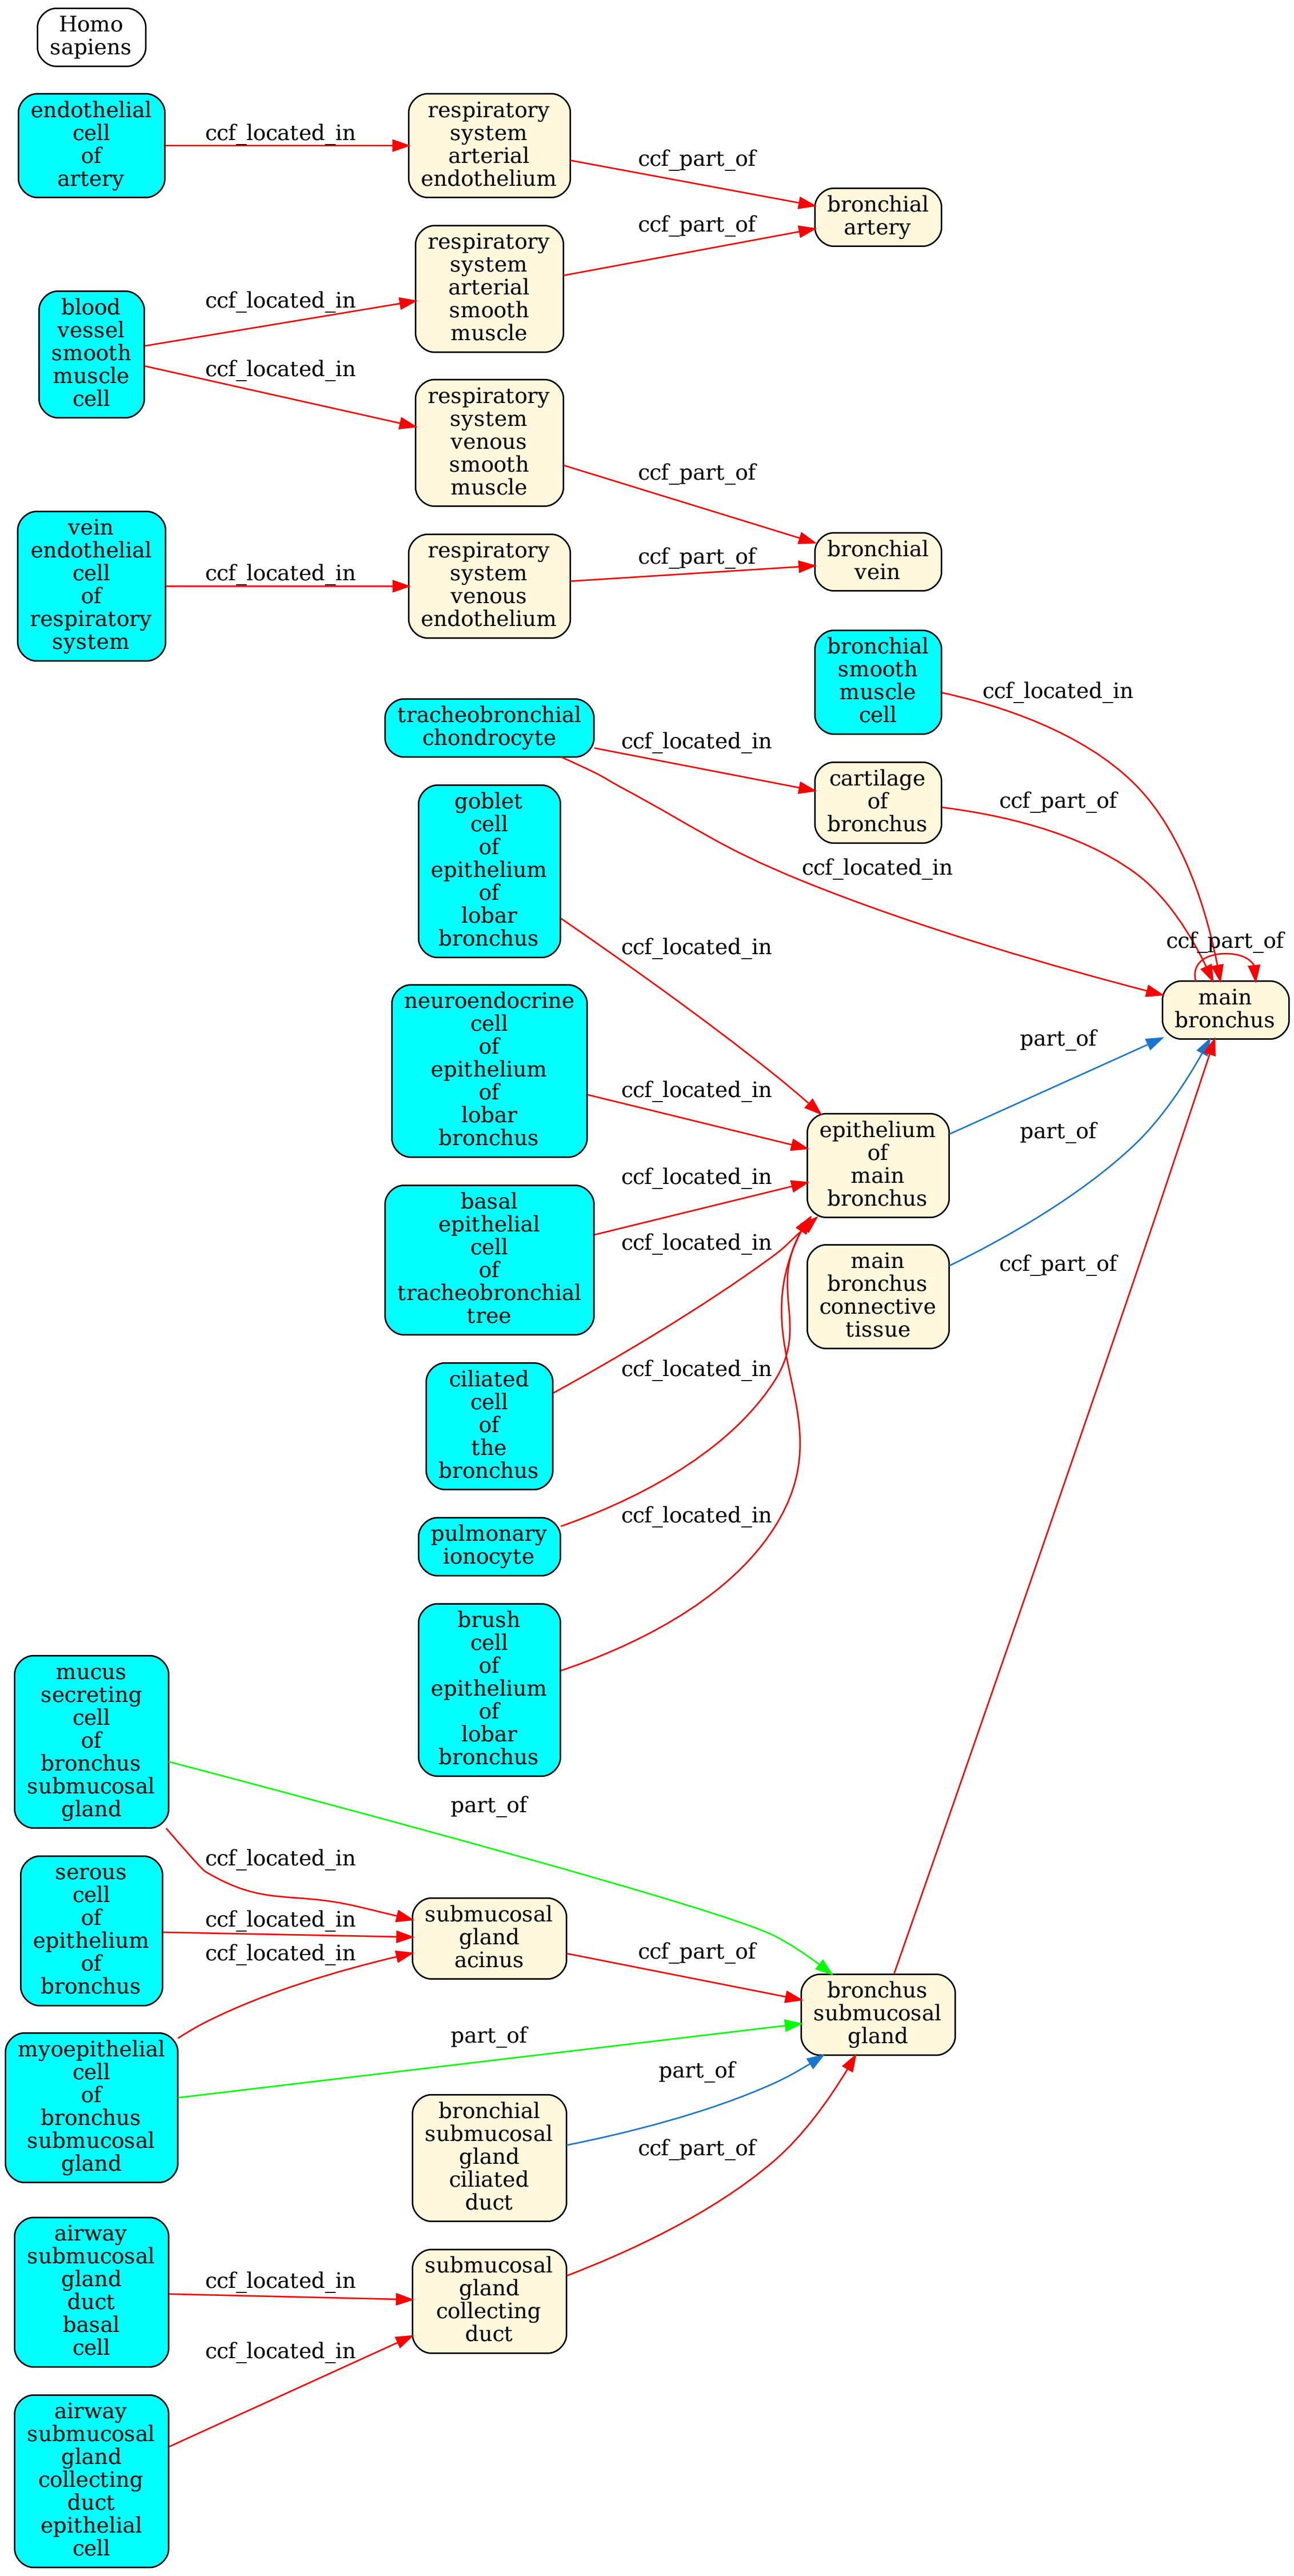 Homo
sapiens
endothelial
cell
of
artery
ccf_located_in
respiratory
system
arterial
endothelium
ccf_part_of
bronchial
artery
ccf_part_of
respiratory
system
arterial
smooth
muscle
blood
vessel
smooth
muscle
cell
ccf_located_in
ccf_located_in
respiratory
system
venous
smooth
muscle
ccf_part_of
vein
endothelial
cell
of
respiratory
system
ccf_located_in
respiratory
system
venous
endothelium
ccf_part_of
bronchial
vein
bronchial
smooth
muscle
cell
ccf_located_in
tracheobronchial
chondrocyte
ccf_located_in
cartilage
of
bronchus
ccf_part_of
ccf_located_in
goblet
cell
of
epithelium
of
lobar
bronchus
ccf_located_in
ccf_part_of
main
bronchus
neuroendocrine
cell
of
epithelium
of
lobar
bronchus
ccf_located_in
part_of
epithelium
of
main
bronchus
part_of
basal
epithelial
cell
of
tracheobronchial
tree
ccf_located_in
ccf_located_in
main
bronchus
connective
tissue
ccf_part_of
ciliated
cell
of
the
bronchus
ccf_located_in
pulmonary
ionocyte
ccf_located_in
brush
cell
of
epithelium
of
lobar
bronchus
mucus
secreting
cell
of
bronchus
submucosal
gland
part_of
ccf_located_in
serous
cell
of
epithelium
of
bronchus
ccf_located_in
ccf_located_in
submucosal
gland
acinus
ccf_part_of
bronchus
submucosal
gland
myoepithelial
cell
of
bronchus
submucosal
gland
part_of
part_of
bronchial
submucosal
gland
ciliated
duct
ccf_part_of
airway
submucosal
gland
duct
basal
cell
ccf_located_in
submucosal
gland
collecting
duct
ccf_located_in
airway
submucosal
gland
collecting
duct
epithelial
cell